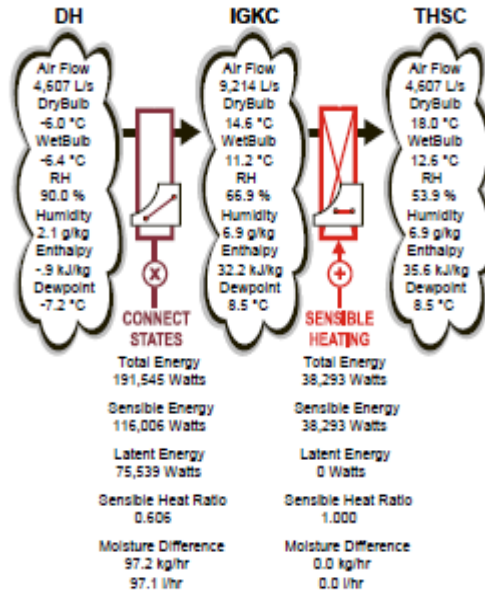 DH
Air Flow
4,607 L/s
DryBulb
-6.0 °C
WetBulb
-6.4 °C
RH
90.0 %
Humidity
2.1 g/kg
Enthalpy
-.9 kJ/kg
Dewpoint
-7.2 °C
CONNECT
STATES
Total Energy
191,545 Watts
Sensible Energy
116,006 Watts
Latent Energy
75,539 Watts
Sensible Heat Ratio
0.606
Moisture Difference
97.2 kg/hr
97.1 l/hr
IGKC
Air Flow
9,214 L/s
DryBulb
14.6 °C
WetBulb
11.2 °C
RH
66.9 %
Humidity
6.9 g/kg
Enthalpy
32.2 kJ/kg
Dewpoint
8.5 °C
SENSIBLE
HEATING
Total Energy
38,293 Watts
Sensible Energy
38,293 Watts
Latent Energy
0 Watts
Sensible Heat Ratio
1.000
Moisture Difference
0.0 kg/hr
0.0 l/hr
THSC
Air Flow
4,607 L/s
DryBulb
18.0 °C
WetBulb
12.6 °C
RH
53.9 %
Humidity
6.9 g/kg
Enthalpy
35.6 kJ/kg
Dewpoint
8.5 °C